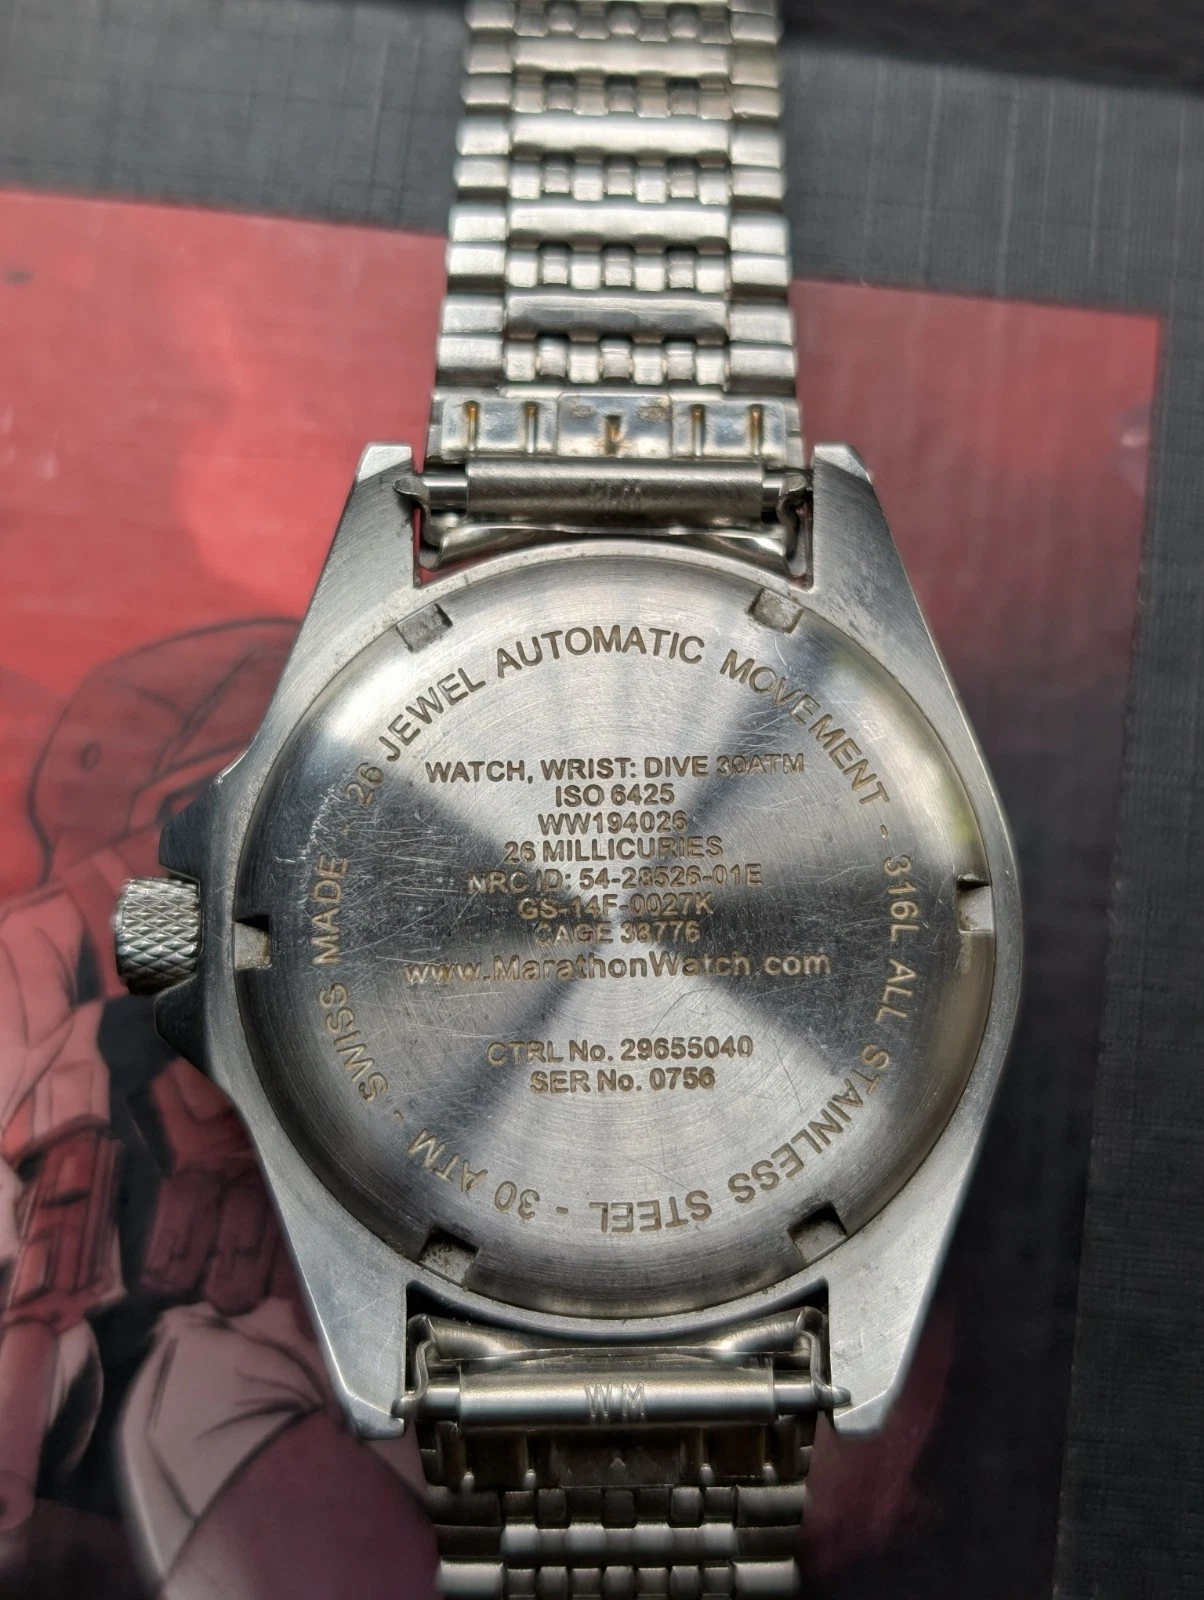 26 JEWEL AUTOMATIC MOVEMENT - 316L ALL STAINLESS STEEL - 30 ATM - SWISS MADE -
WATCH, WRIST: DIVE 30ATM
ISO 6425
WW194026
26 MILLICURIES
NRC ID: 54-28526-01E
GS-14F-0027K
CAGE 38776
www.MarathonWatch.com
CTRL No. 29655040
SER No. 0756
WM